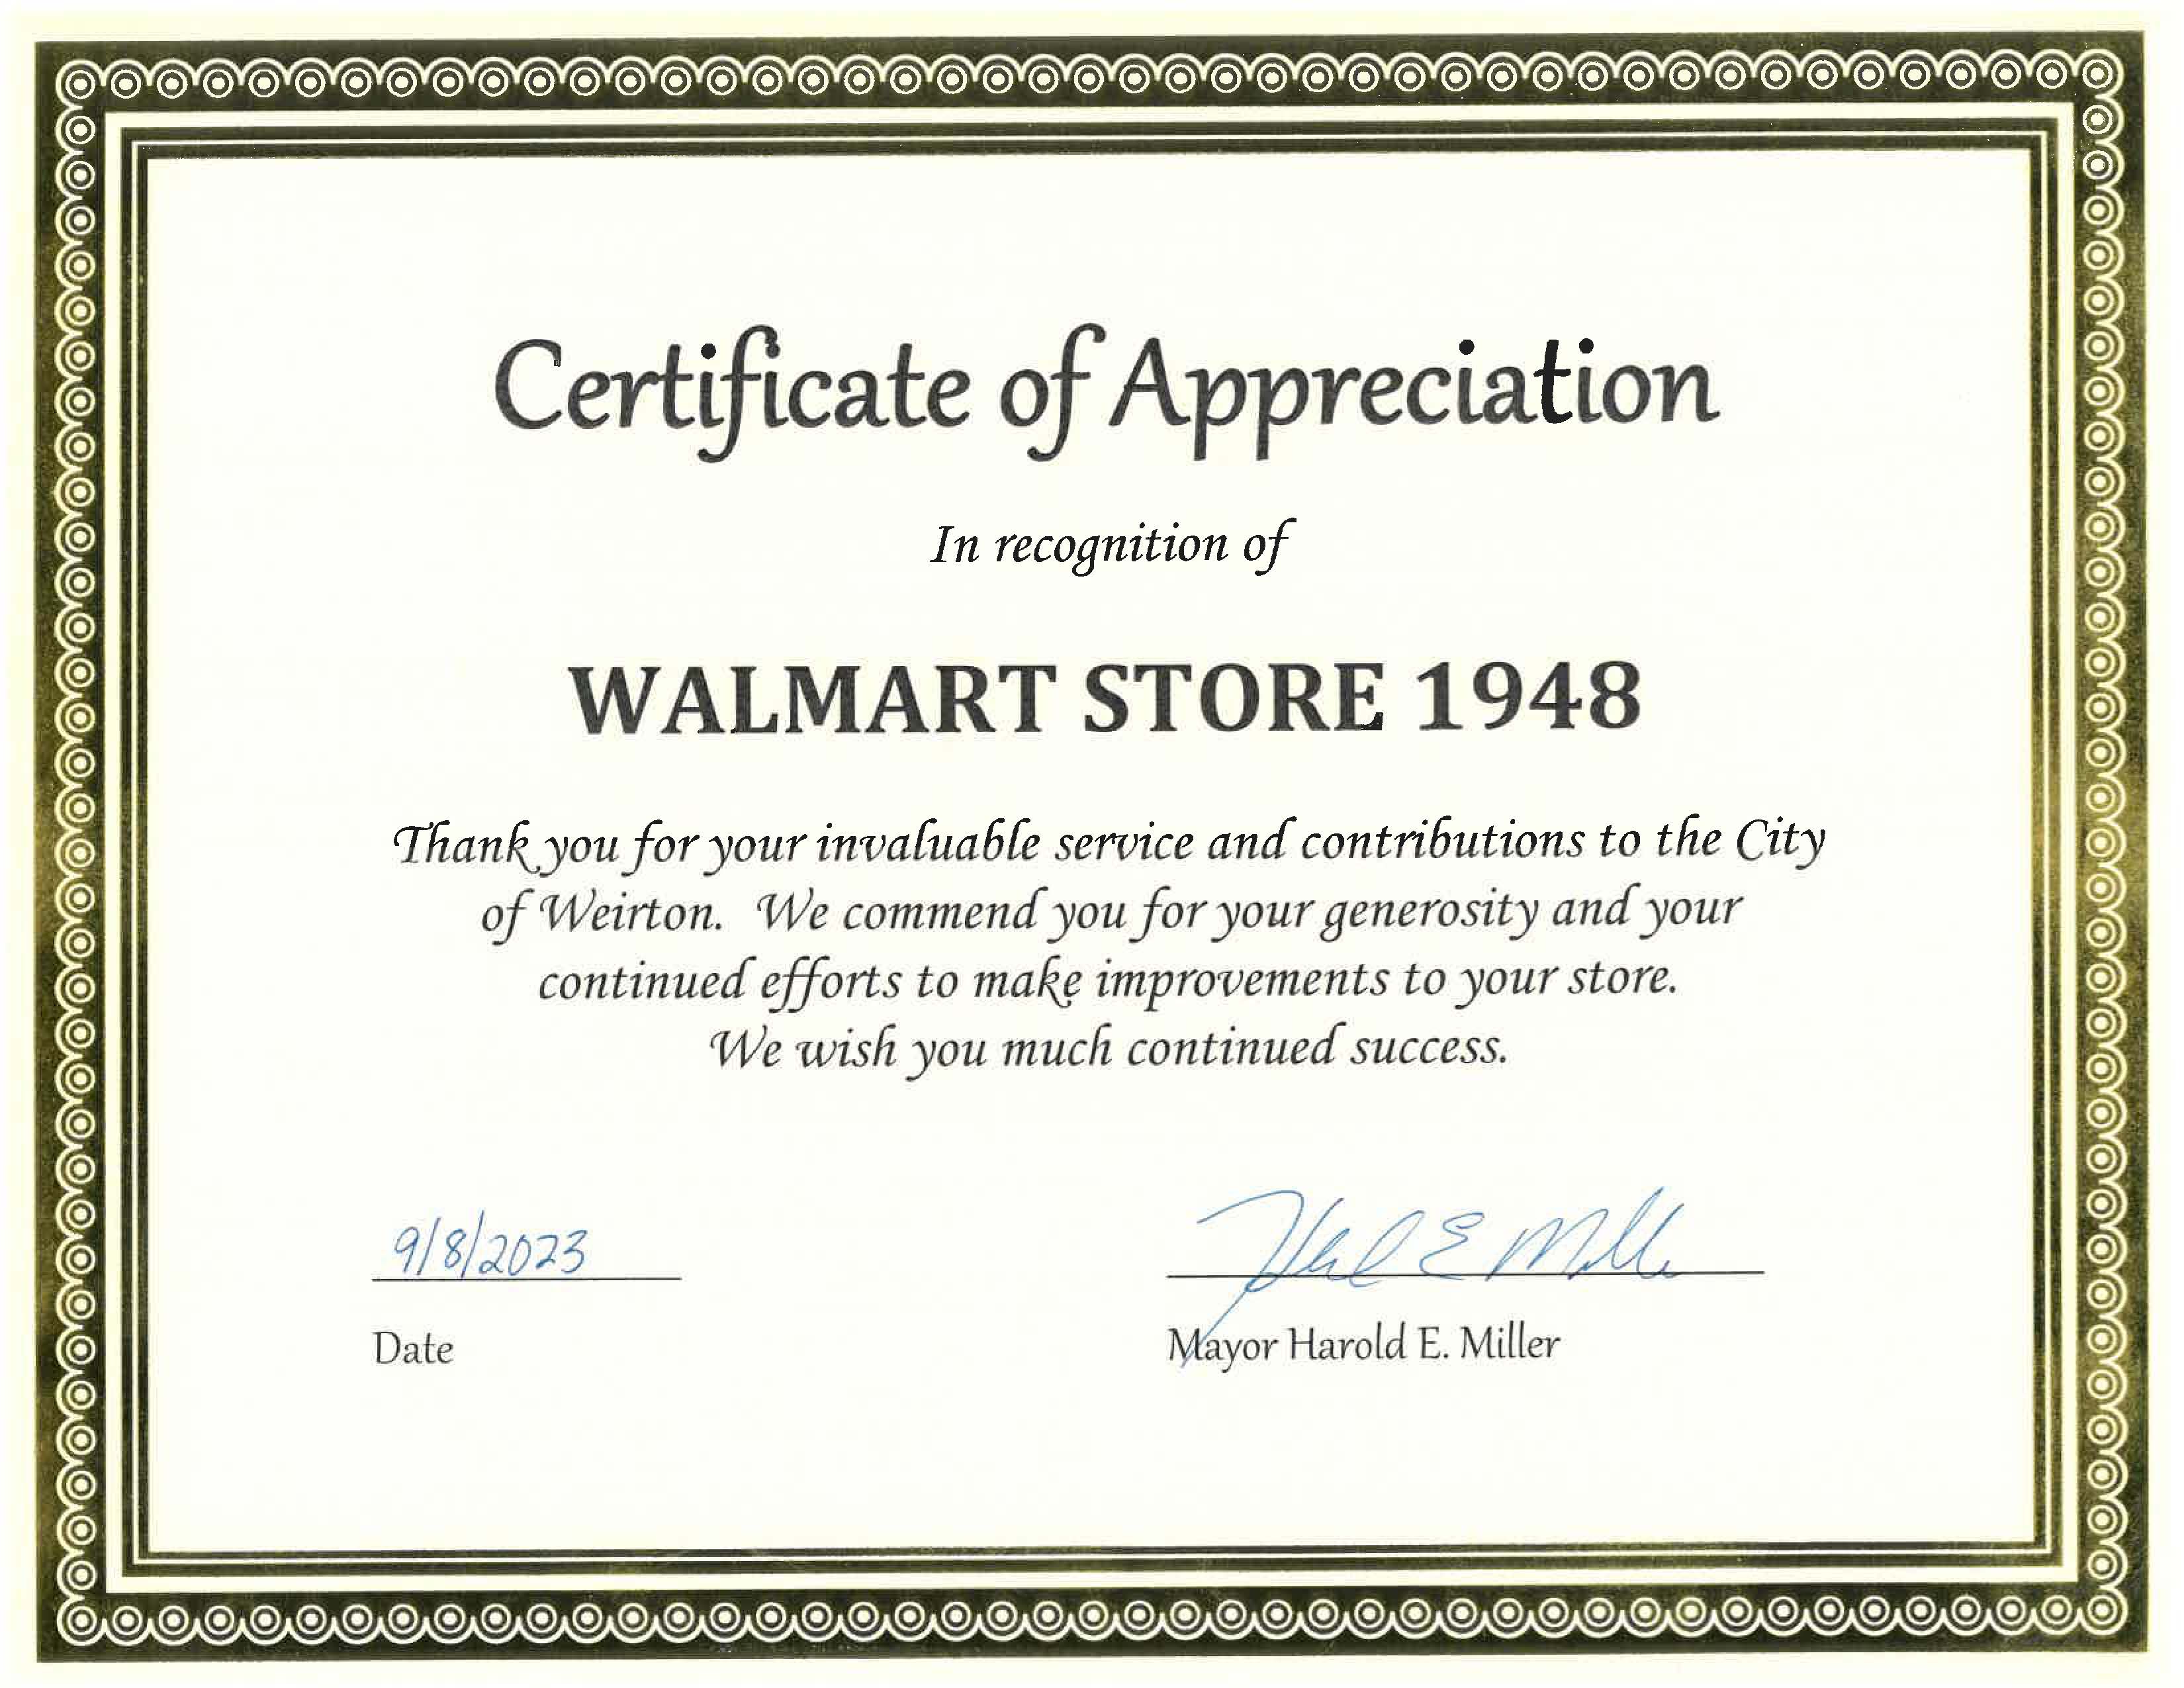 Certificate of Appreciation
In recognition of
WALMART STORE 1948
Thank you for your invaluable service and contributions to the City
of Weirton. We commend you for your generosity and your
continued efforts to make improvements to your store.
We wish you much continued success.
9/8/2023
Harold E Miller
Date
Mayor Harold E. Miller